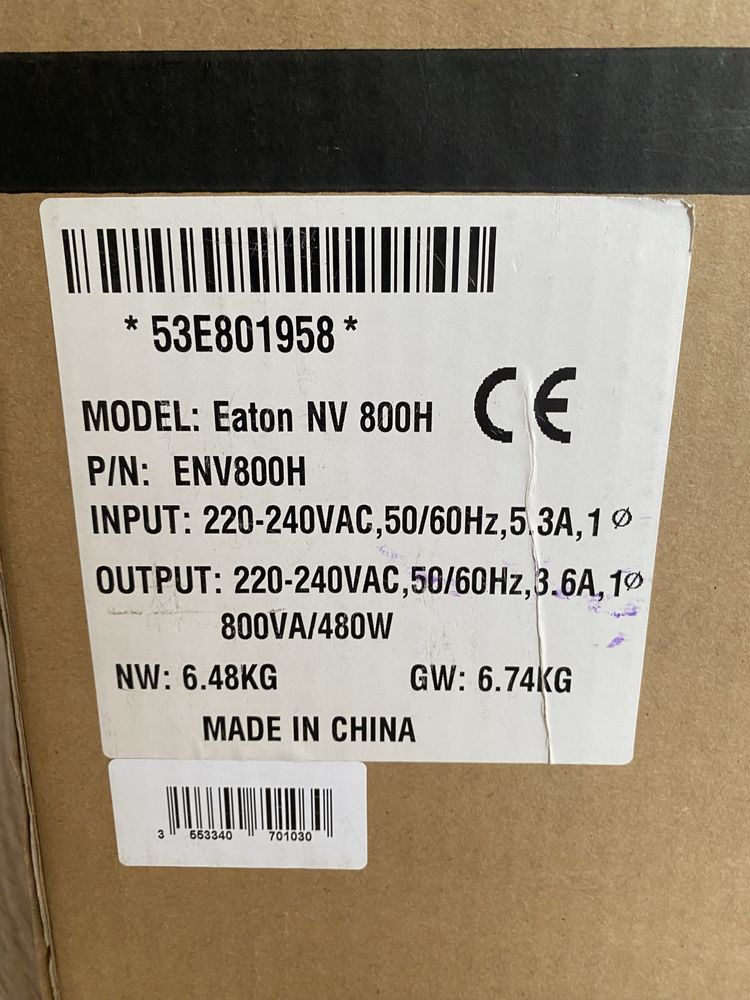 * 53E801958 *
MODEL: Eaton NV 800H CE
P/N: ENV800H
INPUT: 220-240VAC,50/60Hz,5.3A,1 Ø
OUTPUT: 220-240VAC,50/60Hz,3.6A,1Ø
800VA/480W
NW: 6.48KG GW: 6.74KG
MADE IN CHINA
3 553340 701030